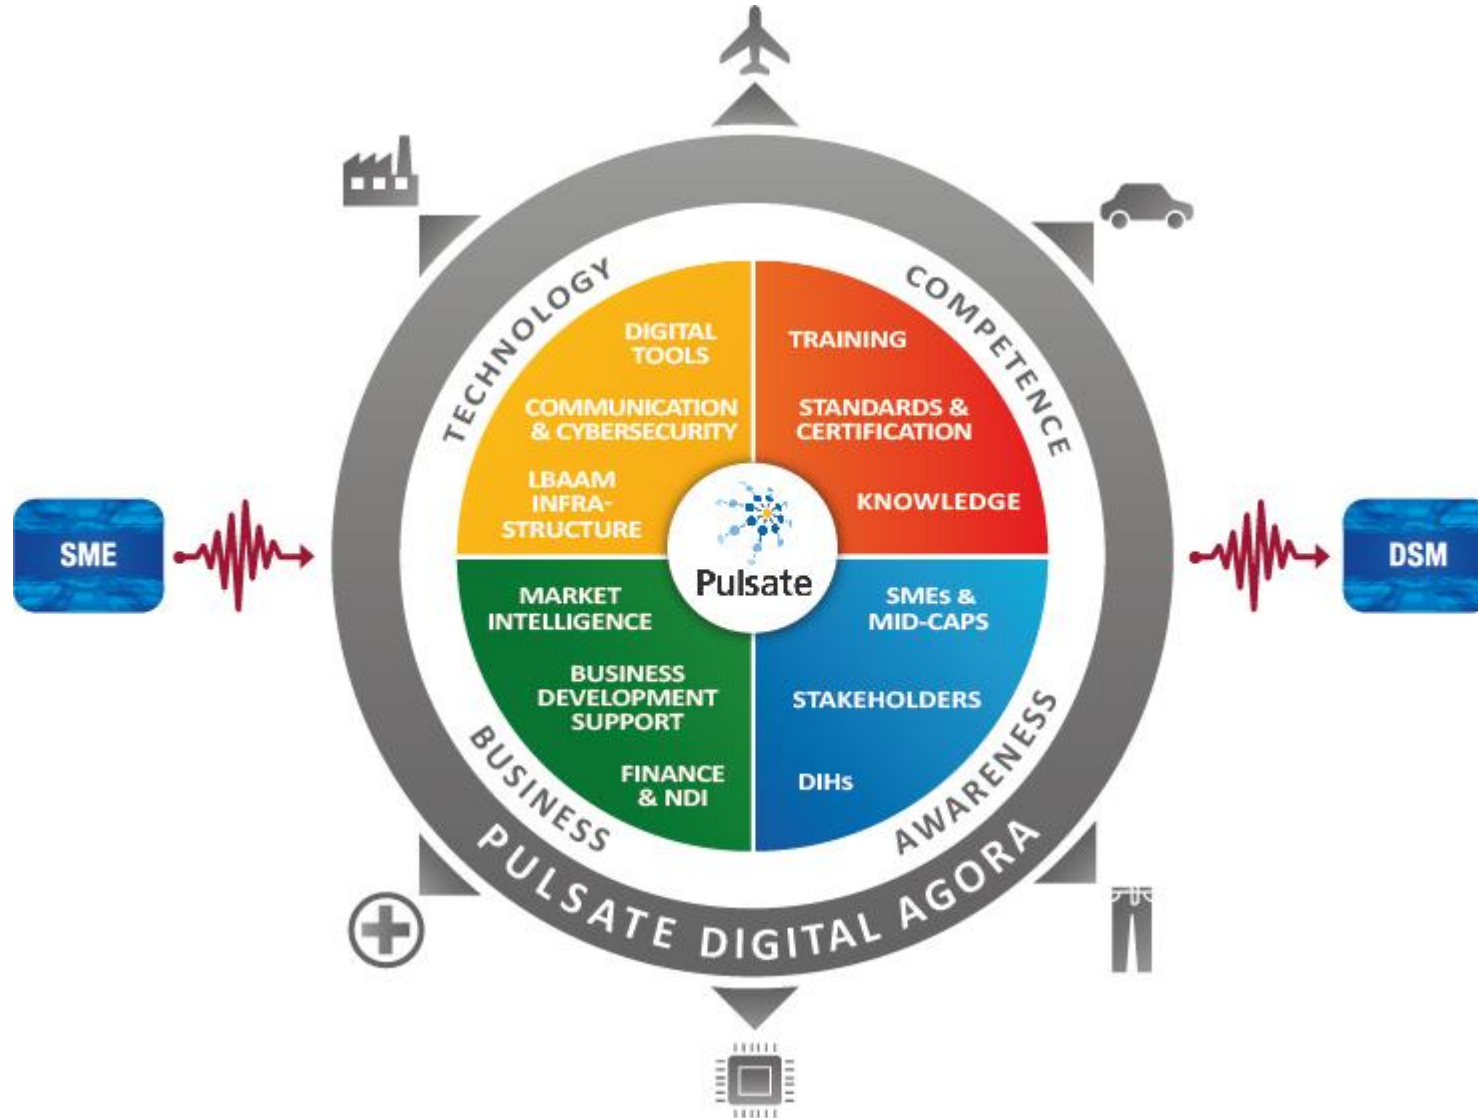 TECHNOLOGY
COMPETENCE
DIGITAL
TOOLS
COMMUNICATION
& CYBERSECURITY
LBAAM
INFRA-
STRUCTURE
TRAINING
STANDARDS &
CERTIFICATION
KNOWLEDGE
SME
Pulsate
DSM
MARKET
INTELLIGENCE
BUSINESS
DEVELOPMENT
SUPPORT
FINANCE
& NDI
SMEs &
MID-CAPS
STAKEHOLDERS
DIHs
BUSINESS
AWARENESS
PULSATE DIGITAL AGORA